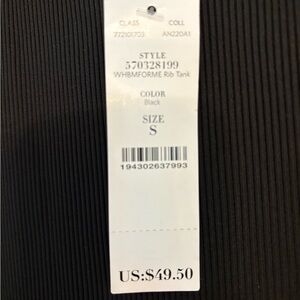 CLASS COLL
772101703 AN220A1
STYLE
570328199
WHBMFORME Rib Tank
COLOR
Black
SIZE
S
194302637993
US:$49.50